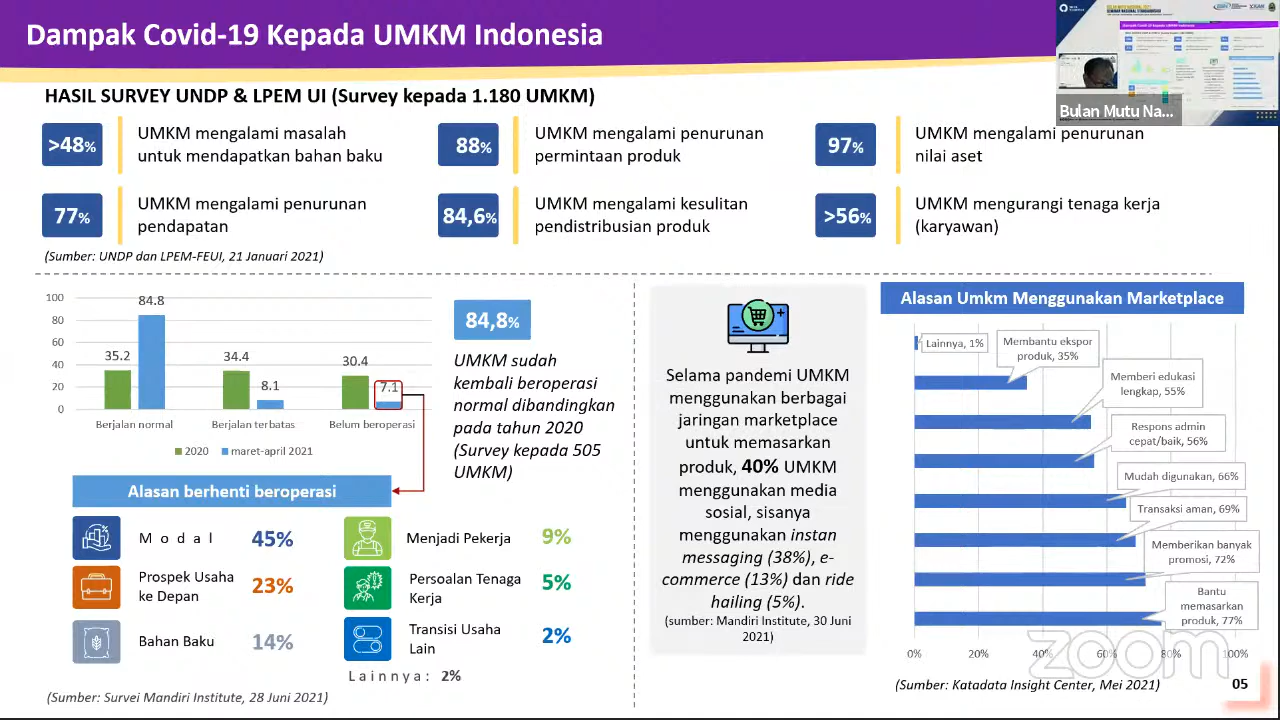 Dampak Covid-19 Kepada UMKM Indonesia
Bulan Mutu Na...
HASIL SURVEY UNDP & LPEM UI (Survey kepada 1.18
KM)
>48%
UMKM mengalami masalah
untuk mendapatkan bahan baku
88%
UMKM mengalami penurunan
permintaan produk
97%
UMKM mengalami penurunan
nilai aset
77%
UMKM mengalami penurunan
pendapatan
84,6%
UMKM mengalami kesulitan
pendistribusian produk
>56%
UMKM mengurangi tenaga kerja
(karyawan)
(Sumber: UNDP dan LPEM-FEUI, 21 Januari 2021)
100
80
60
40
20
0
35.2
84.8
34.4
8.1
30.4
7.1
Berjalan normal
Berjalan terbatas
Belum beroperasi
2020
maret-april 2021
84,8%
UMKM sudah
kembali beroperasi
normal dibandingkan
pada tahun 2020
(Survey kepada 505
UMKM)
Alasan berhenti beroperasi
Modal
45%
Menjadi Pekerja
9%
Prospek Usaha
ke Depan
23%
Persoalan Tenaga
Kerja
5%
Bahan Baku
14%
Transisi Usaha
Lain
2%
Lainnya: 2%
(Sumber: Survei Mandiri Institute, 28 Juni 2021)
Selama pandemi UMKM
menggunakan berbagai
jaringan marketplace
untuk memasarkan
produk, 40% UMKM
menggunakan media
sosial, sisanya
menggunakan instan
messaging (38%), e-
commerce (13%) dan ride
hailing (5%).
(sumber: Mandiri Institute, 30 Juni
2021)
Alasan Umkm Menggunakan Marketplace
Lainnya, 1%
Membantu ekspor
produk, 35%
Memberi edukasi
lengkap, 55%
Respons admin
cepat/baik, 56%
Mudah digunakan, 66%
Transaksi aman, 69%
Memberikan banyak
promosi, 72%
Bantu
memasarkan
produk, 77%
0%
20%
40%
60%
80%
100%
zoom
(Sumber: Katadata Insight Center, Mei 2021)
05